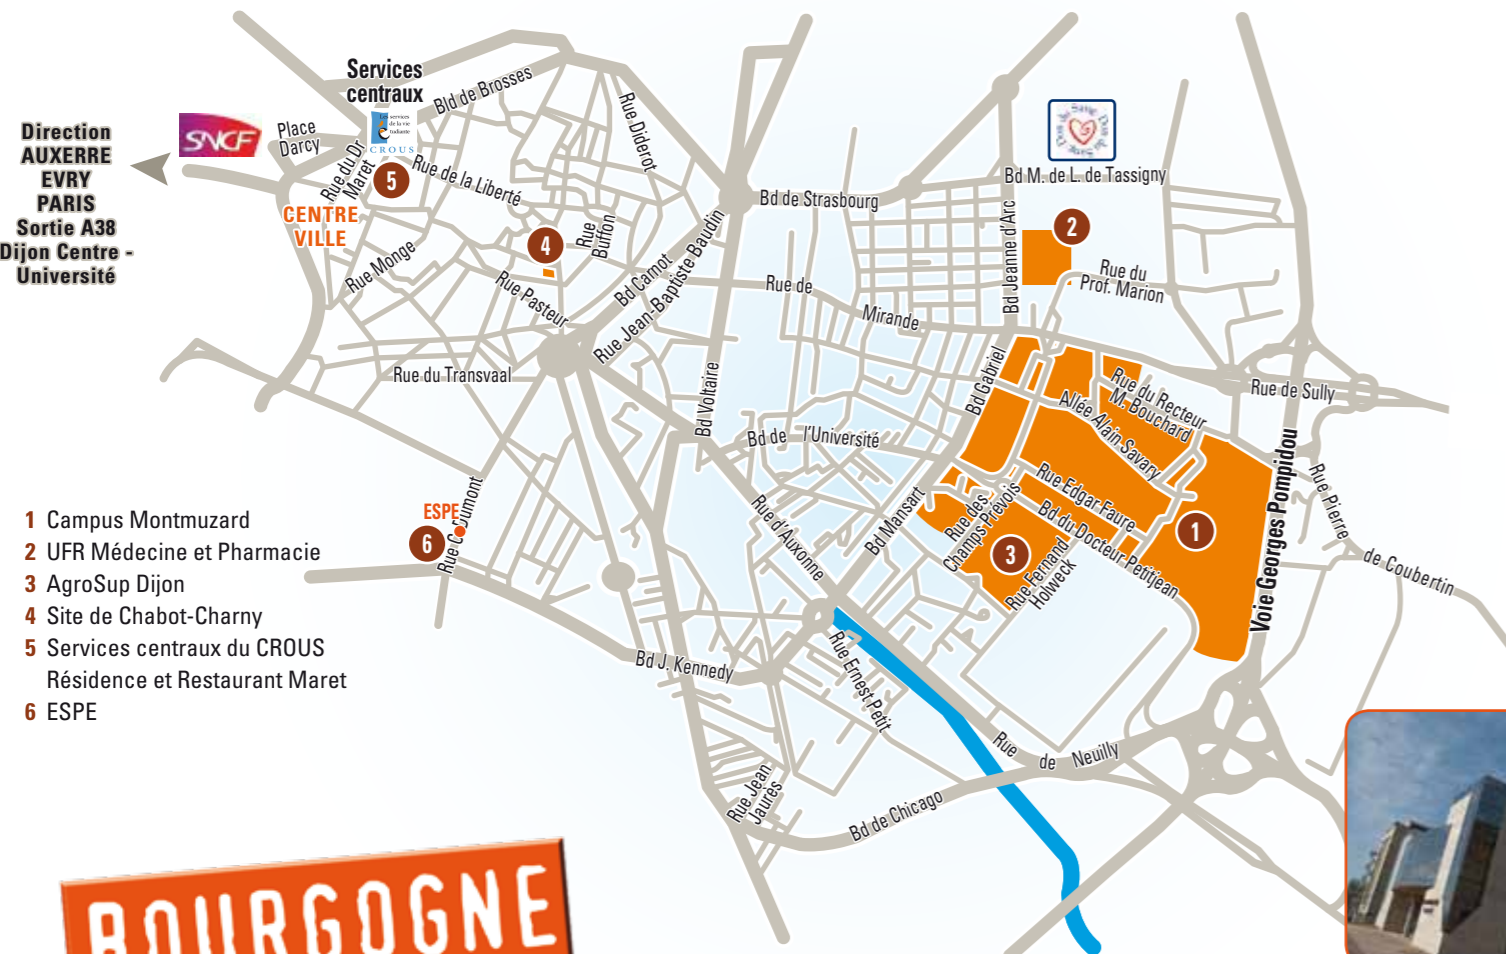 Services
centraux
Bld de Brosses
Direction
AUXERRE
EVRY
PARIS
Sortie A38
Dijon Centre -
Université
SNCF
Place
Darcy
Les services
de la vie
étudiante
CROUS
Rue du Dr
Maret
5
Rue de la Liberté
Rue Diderot
CENTRE
VILLE
Rue Monge
4
Rue
Buffon
Rue Pasteur
Bd Carnot
Rue Jean-Baptiste Baudin
Bd de Strasbourg
Bd M. de L. de Tassigny
2
Bd Jeanne d'Arc
Rue du
Prof. Marion
Rue de
Mirande
Rue du Transvaal
Bd Voltaire
Bd Gabriel
Rue du Recteur
M. Bouchard
Allée Alain Savary
Rue de Sully
Bd de l'Université
Rue Edgar Faure
Bd du Docteur Petitjean
1
Voie Georges Pompidou
Rue Pierre
de Coubertin
Rue d'Auxonne
Bd Mansart
Rue des
Champs Prévois
3
Rue Fernand
Holweck
ESPE
6
1 Campus Montmuzard
2 UFR Médecine et Pharmacie
3 AgroSup Dijon
4 Site de Chabot-Charny
5 Services centraux du CROUS
Résidence et Restaurant Maret
6 ESPE
Bd J. Kennedy
Rue Ernest Petit
Rue
de Neuilly
Rue Jean
Jaurès
Bd de Chicago
BOURGOGNE